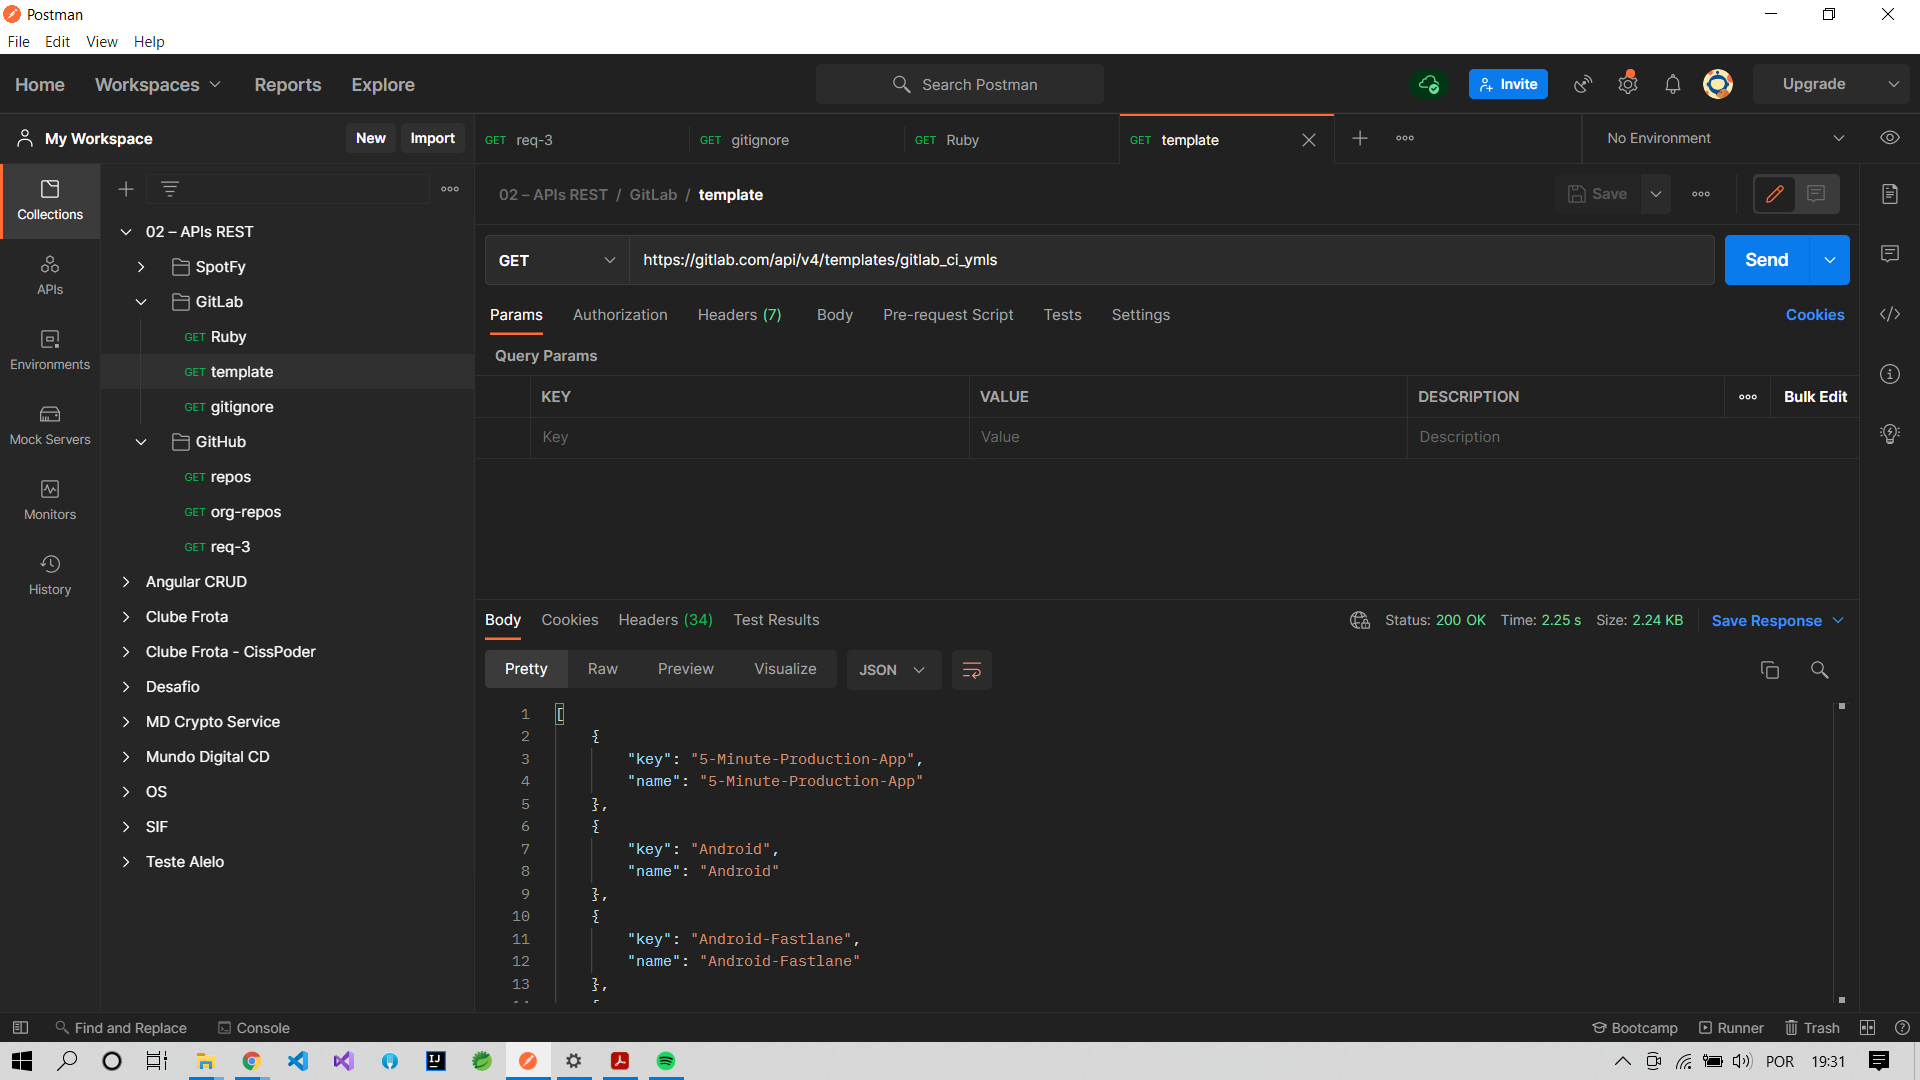 Postman
File Edit View Help
Home Workspaces Reports Explore Search Postman Invite Upgrade
My Workspace New Import
GET req-3 GET gitignore GET Ruby GET template No Environment
Collections
APIs
Environments
Mock Servers
Monitors
History
02 – APIs REST
SpotFy
GitLab
GET Ruby
GET template
GET gitignore
GitHub
GET repos
GET org-repos
GET req-3
Angular CRUD
Clube Frota
Clube Frota - CissPoder
Desafio
MD Crypto Service
Mundo Digital CD
OS
SIF
Teste Alelo
02 – APIs REST / GitLab / template Save
GET https://gitlab.com/api/v4/templates/gitlab_ci_ymls Send
Params Authorization Headers (7) Body Pre-request Script Tests Settings Cookies
Query Params
KEY VALUE DESCRIPTION Bulk Edit
Key Value Description
Body Cookies Headers (34) Test Results Status: 200 OK Time: 2.25 s Size: 2.24 KB Save Response
Pretty Raw Preview Visualize JSON
1 [
2 {
3 "key": "5-Minute-Production-App",
4 "name": "5-Minute-Production-App"
5 },
6 {
7 "key": "Android",
8 "name": "Android"
9 },
10 {
11 "key": "Android-Fastlane",
12 "name": "Android-Fastlane"
13 },
Find and Replace Console Bootcamp Runner Trash
IJ POR 19:31